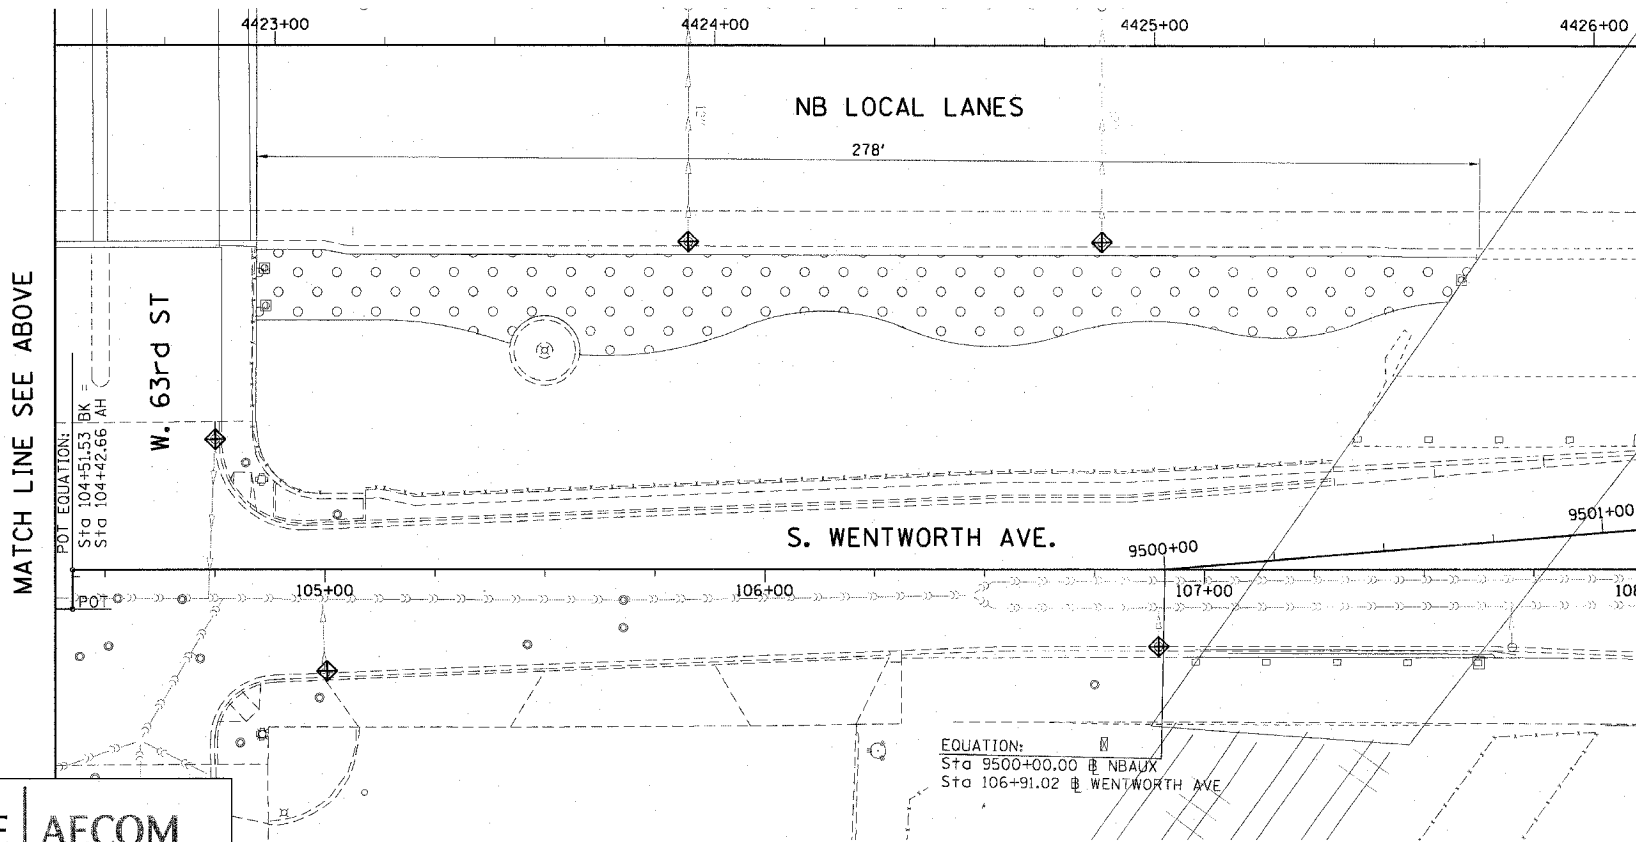 4423+00
4424+00
4425+00
4426+00
NB LOCAL LANES
278'
MATCH LINE SEE ABOVE
W. 63rd ST
POT EQUATION:
Sta 104+51.53 BK =
Sta 104+42.66 AH
S. WENTWORTH AVE.
9500+00
9501+00
POT
105+00
106+00
107+00
108
EQUATION:
Sta 9500+00.00 ℄ NBAUX
Sta 106+91.02 ℄ WENTWORTH AVE
AECOM